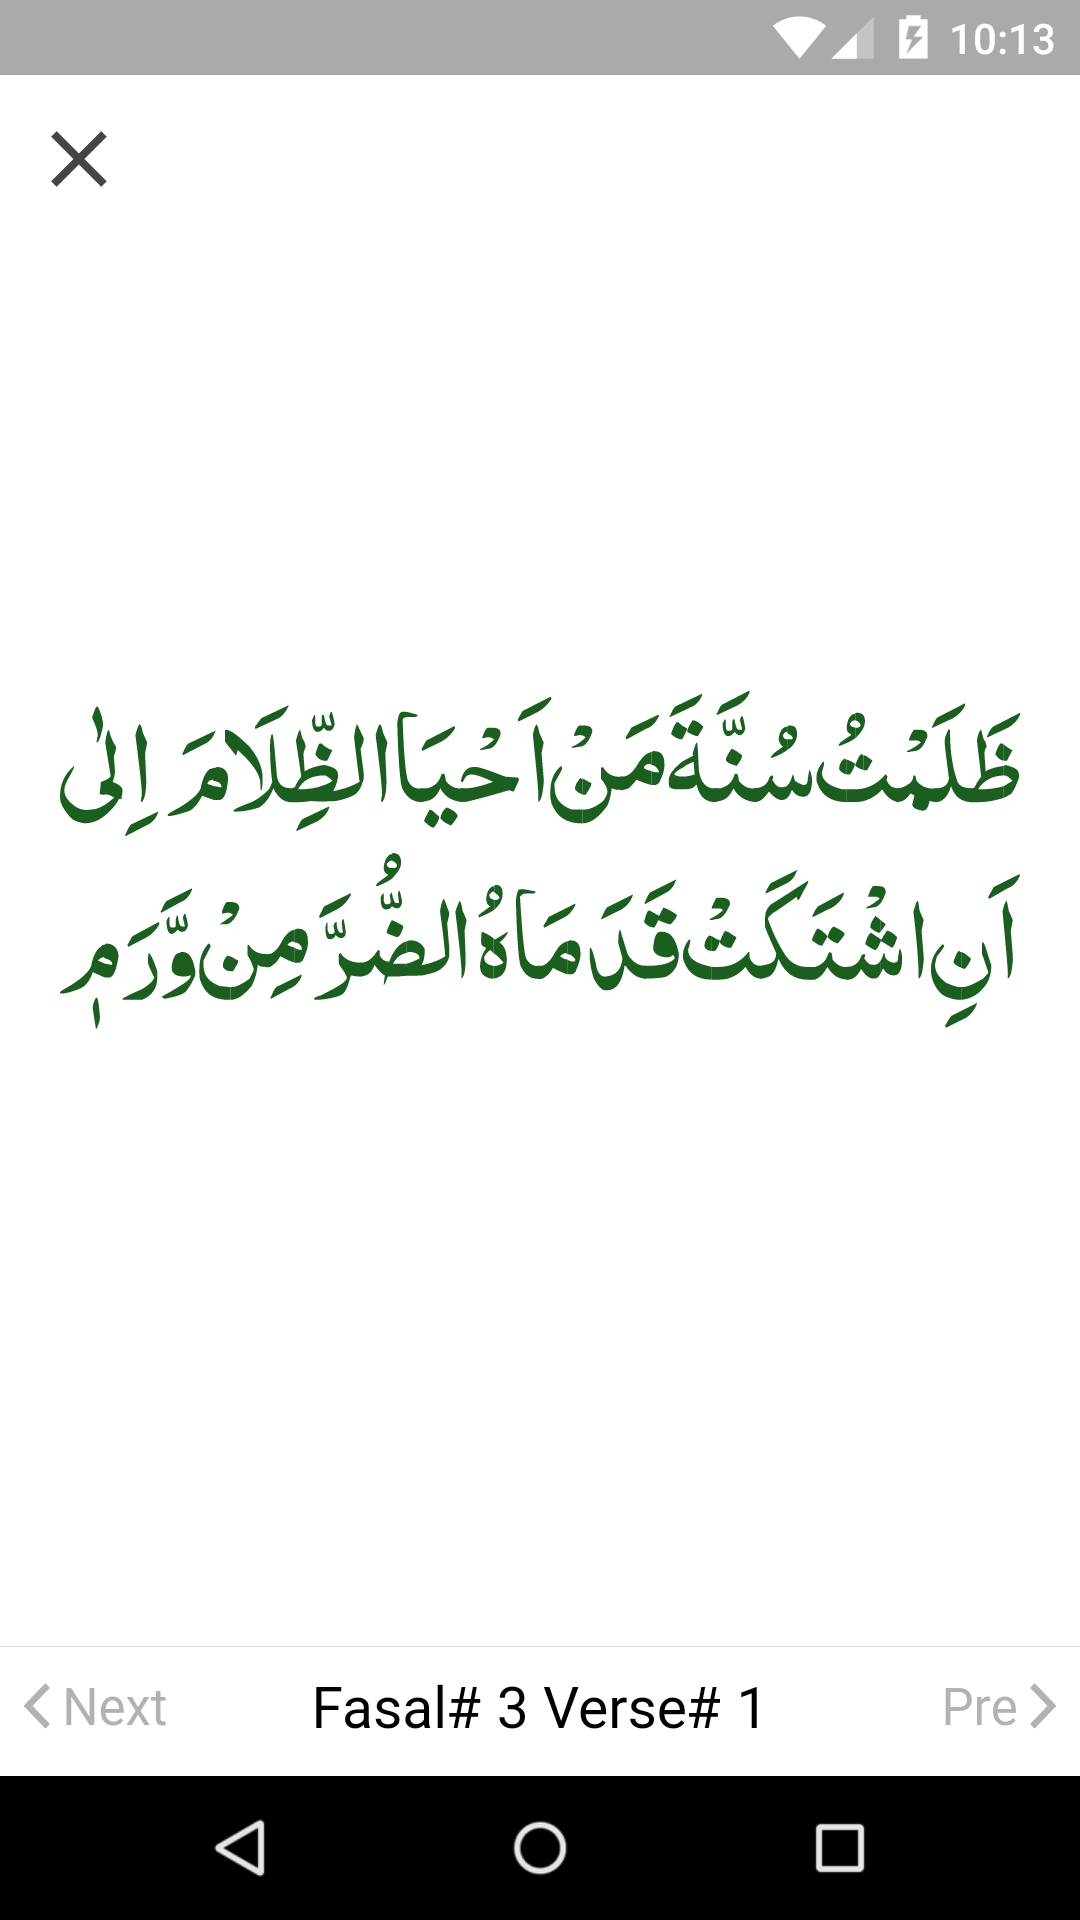 10:13
ظَلَمْتُ سُنَّةَ مَنْ اَحْيَا الظِّلَامَ اِلٰى
اَنِ اشْتَكَتْ قَدَمَاهُ الضُّرَّ مِنْ وَّرَمٖ
Next
Fasal# 3 Verse# 1
Pre